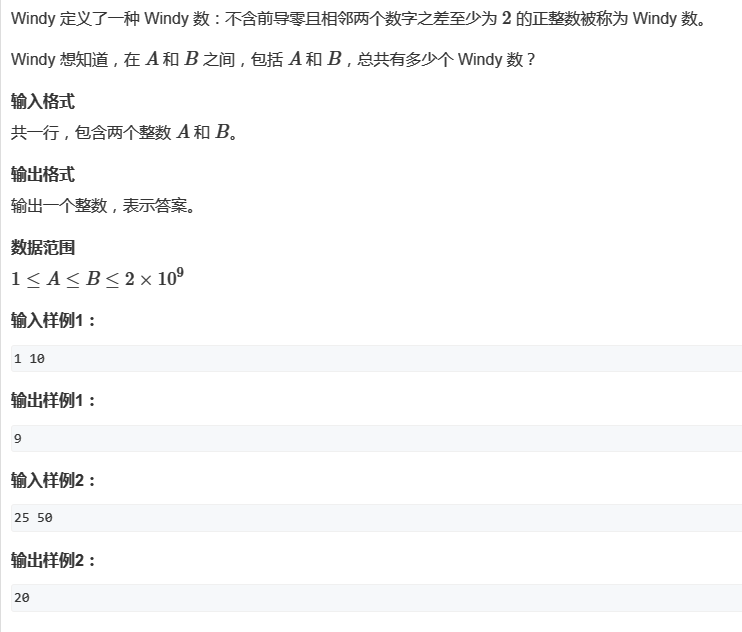 Windy 定义了一种 Windy 数：不含前导零且相邻两个数字之差至少为 2 的正整数被称为 Windy 数。
Windy 想知道，在 A 和 B 之间，包括 A 和 B，总共有多少个 Windy 数？
输入格式
共一行，包含两个整数 A 和 B。
输出格式
输出一个整数，表示答案。
数据范围
1 ≤ A ≤ B ≤ 2 × 10⁹
输入样例1：
1 10
输出样例1：
9
输入样例2：
25 50
输出样例2：
20